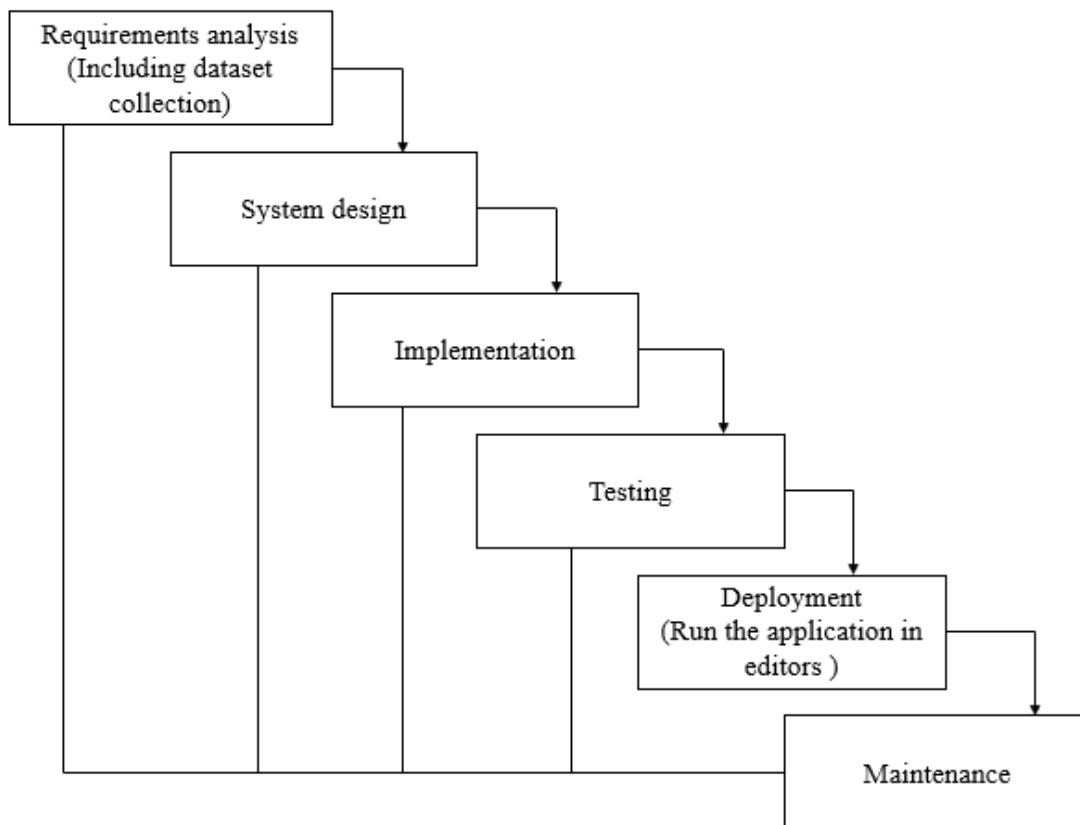 Requirements analysis
(Including dataset
collection)
System design
Implementation
Testing
Deployment
(Run the application in
editors )
Maintenance